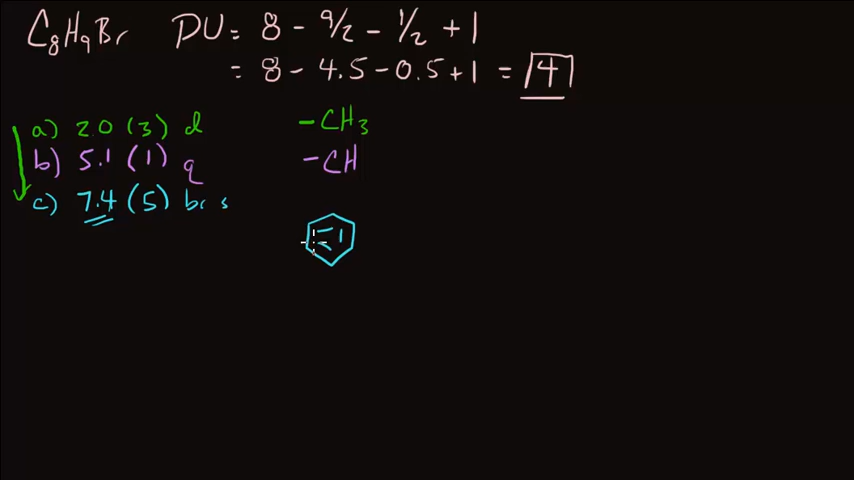 C₈H₉Br DU = 8 - 9/2 - 1/2 + 1
= 8 - 4.5 - 0.5 + 1 = 4
a) 2.0 (3) d -CH₃
b) 5.1 (1) q -CH
c) 7.4 (5) br s